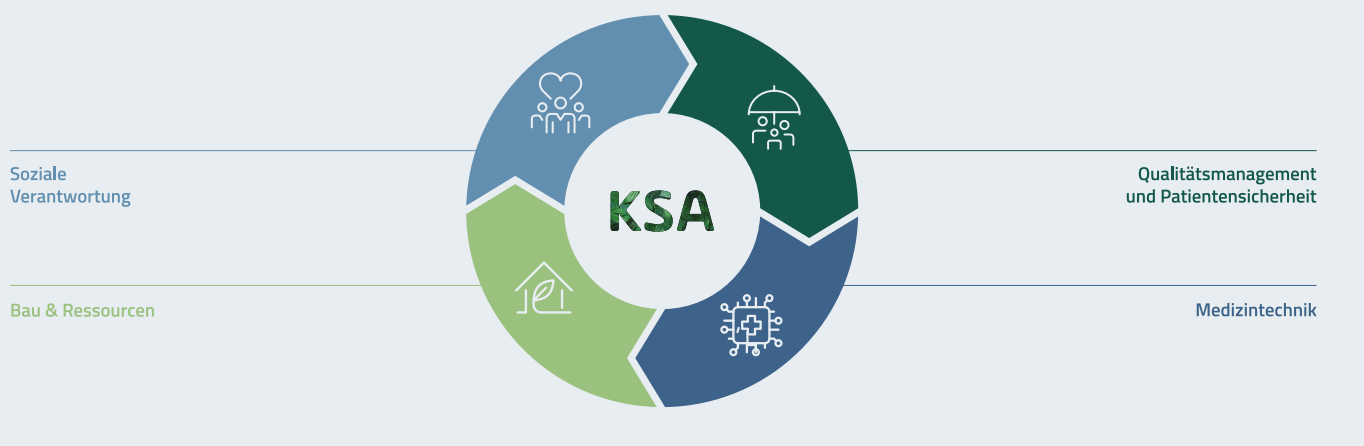 Soziale
Verantwortung
Qualitätsmanagement
und Patientensicherheit
KSA
Bau & Ressourcen
Medizintechnik